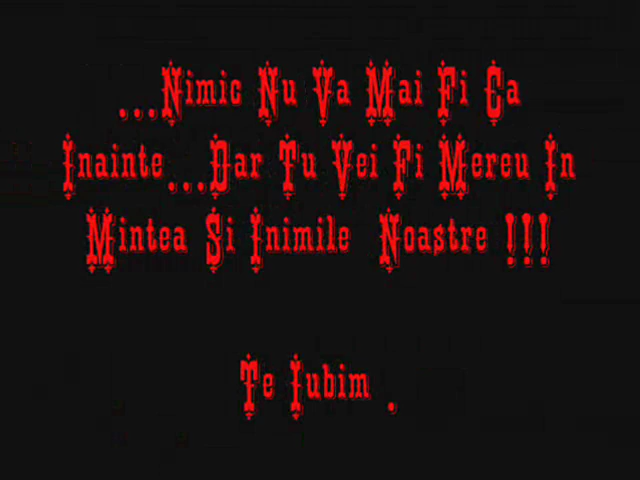 ...Nimic Nu Va Mai Fi Ca
Inainte...Dar Tu Vei Fi Mereu In
Mintea Si Inimile Noastre !!!
Te Iubim .